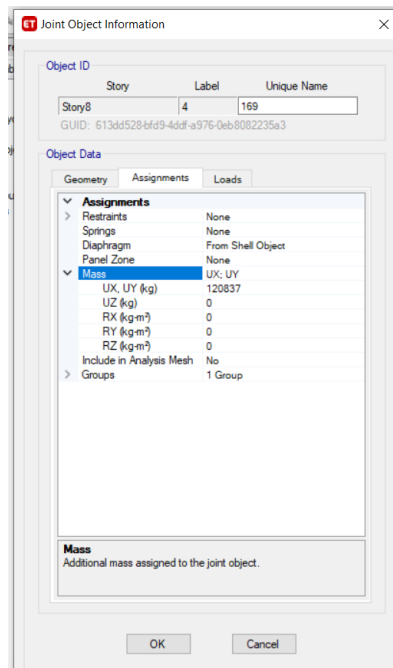 ET Joint Object Information
Object ID
Story Label Unique Name
Story8 4 169
GUID: 613dd528-bfd9-4ddf-a976-0eb8082235a3
Object Data
Geometry Assignments Loads
Assignments
Restraints None
Springs None
Diaphragm From Shell Object
Panel Zone None
Mass UX; UY
UX, UY (kg) 120837
UZ (kg) 0
RX (kg-m²) 0
RY (kg-m²) 0
RZ (kg-m²) 0
Include in Analysis Mesh No
Groups 1 Group
Mass
Additional mass assigned to the joint object.
OK Cancel